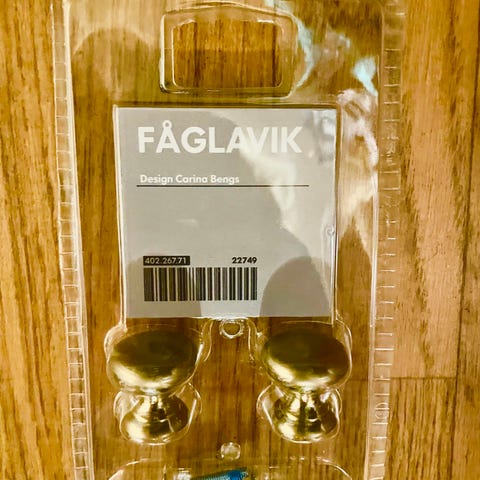 FÅGLAVIK
Design Carina Bengs
402.267.71 22749